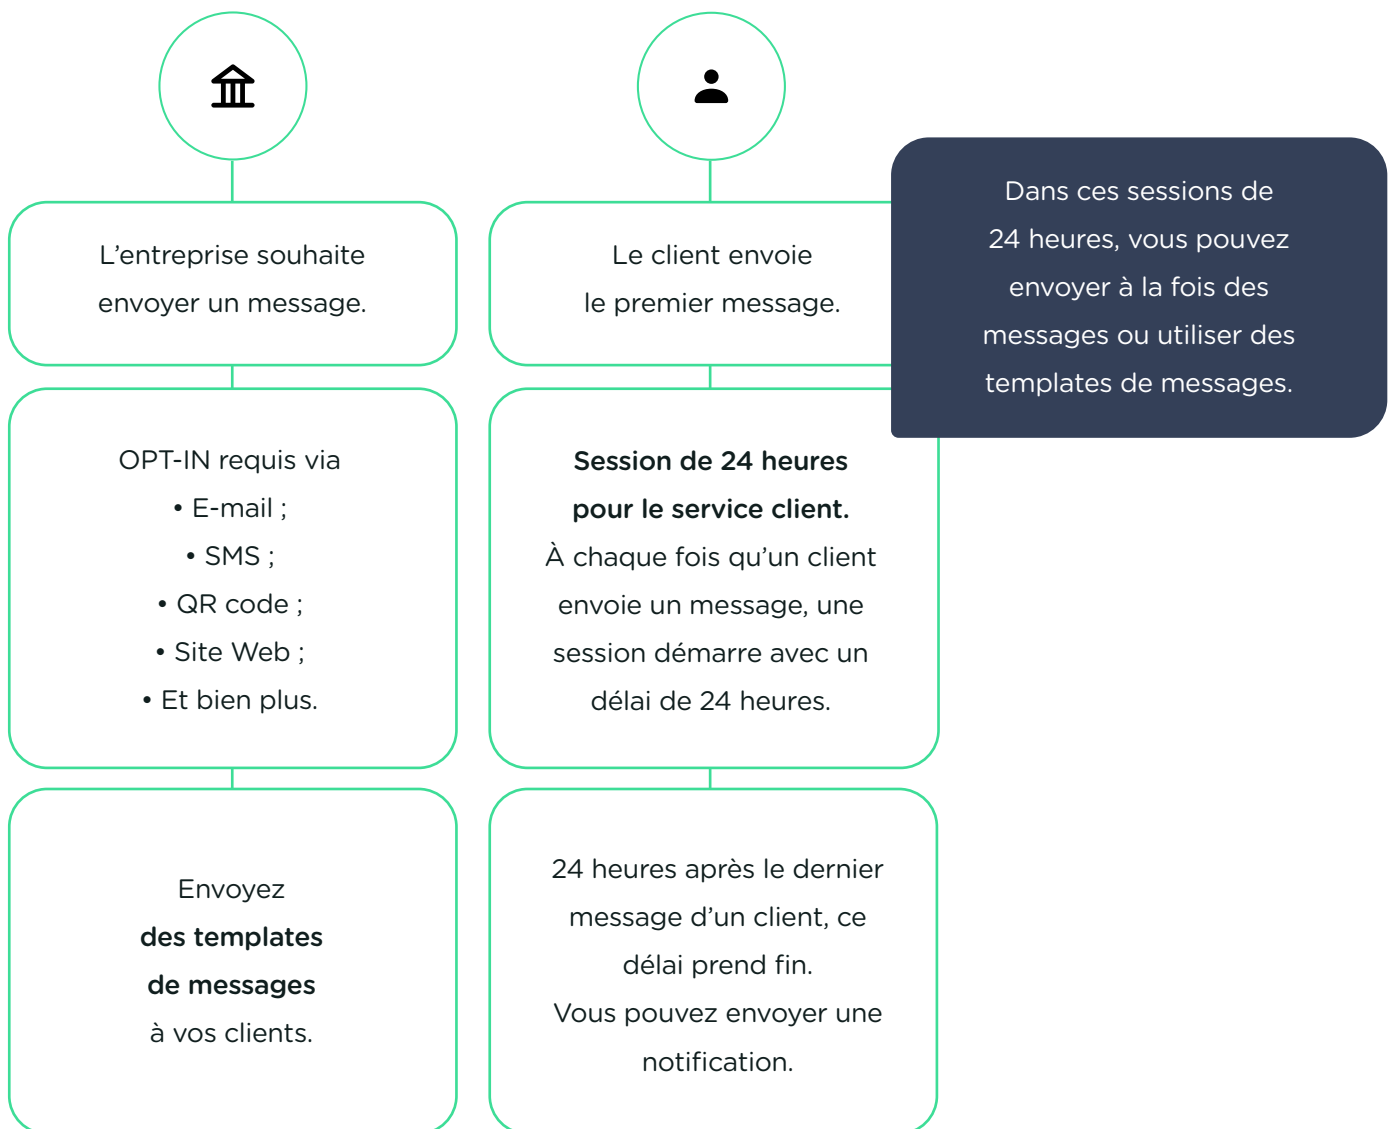 L’entreprise souhaite
envoyer un message.
OPT-IN requis via
• E-mail ;
• SMS ;
• QR code ;
• Site Web ;
• Et bien plus.
Envoyez
des templates
de messages
à vos clients.
Le client envoie
le premier message.
Session de 24 heures
pour le service client.
À chaque fois qu’un client
envoie un message, une
session démarre avec un
délai de 24 heures.
24 heures après le dernier
message d’un client, ce
délai prend fin.
Vous pouvez envoyer une
notification.
Dans ces sessions de
24 heures, vous pouvez
envoyer à la fois des
messages ou utiliser des
templates de messages.